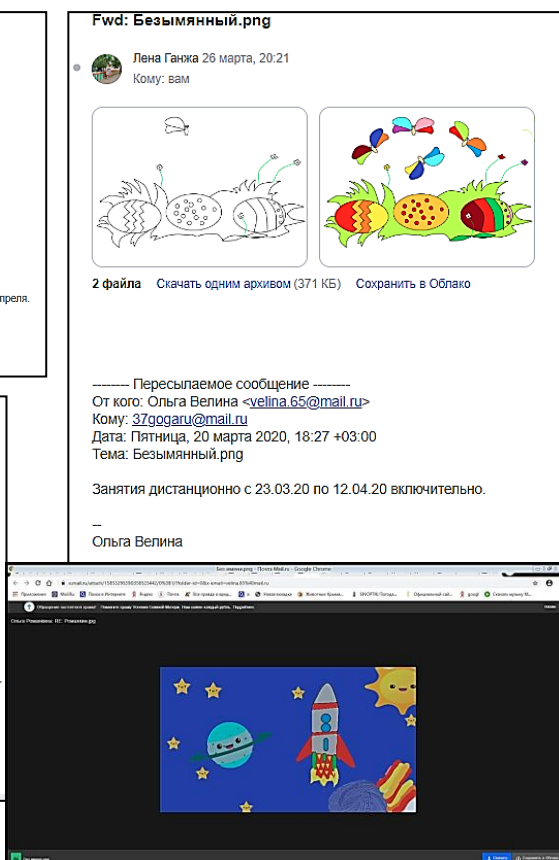 Fwd: Безымянный.png
Лена Ганжа 26 марта, 20:21
Кому: вам
2 файла Скачать одним архивом (371 КБ) Сохранить в Облако
преля.
-------- Пересылаемое сообщение --------
От кого: Ольга Велина <velina.65@mail.ru>
Кому: 37gogaru@mail.ru
Дата: Пятница, 20 марта 2020, 18:27 +03:00
Тема: Безымянный.png
Занятия дистанционно с 23.03.20 по 12.04.20 включительно.
--
Ольга Велина
Google Chrome